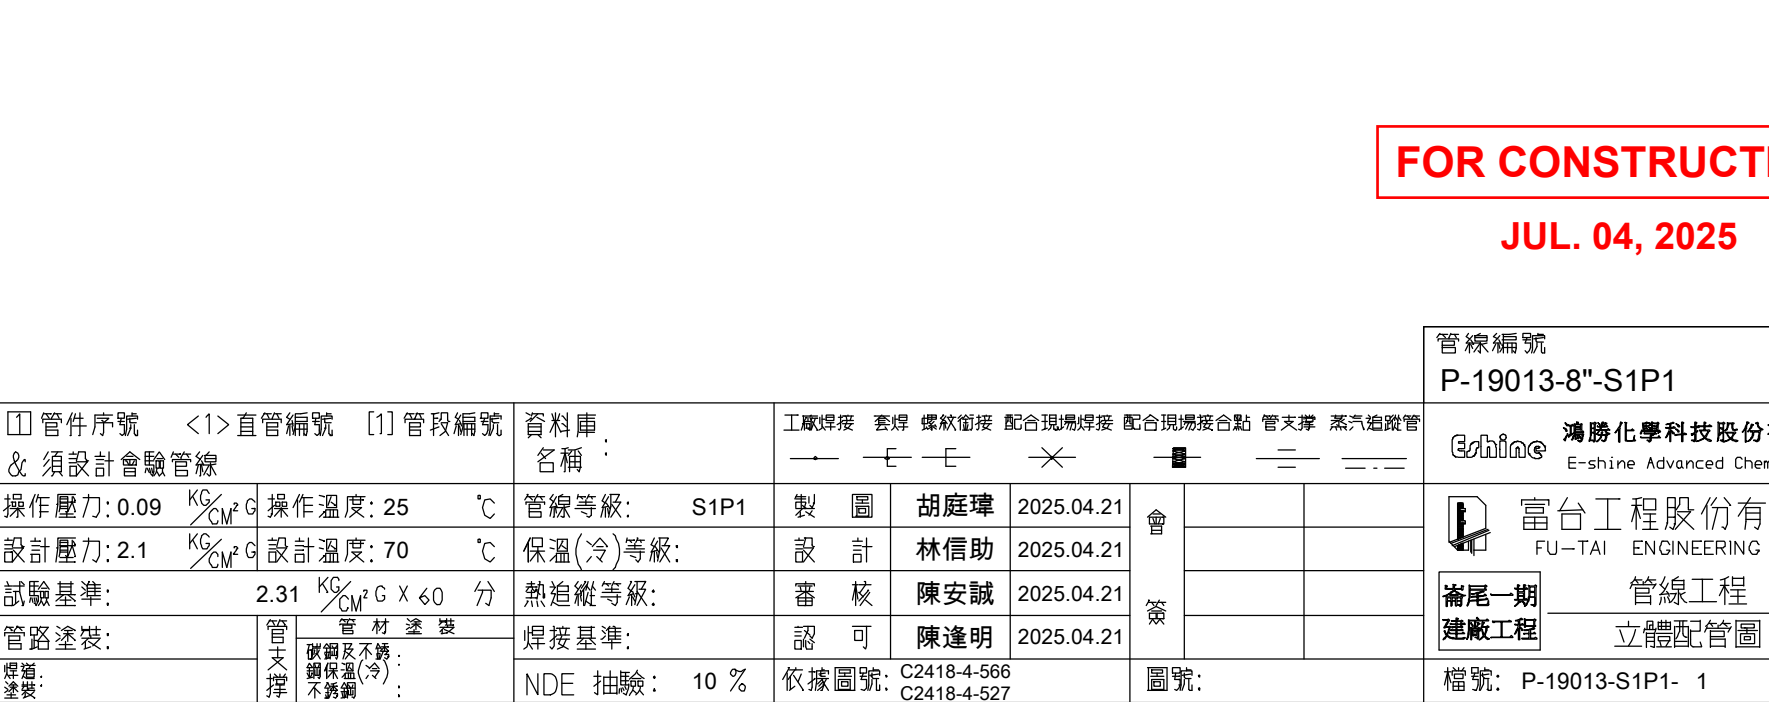 FOR CONSTRUCTI
JUL. 04, 2025
管線編號
P-19013-8"-S1P1
1 管件序號 <1>直管編號 [1] 管段編號
& 須設計會驗管線
資料庫名稱:
工廠焊接 套焊 螺紋銜接 配合現場焊接 配合現場接合點 管支撐 蒸汽追蹤管
Eshine 鴻勝化學科技股份
E-shine Advanced Chem
操作壓力: 0.09 KG/CM² G 操作溫度: 25 °C 管線等級: S1P1 製圖 胡庭瑋 2025.04.21 會簽
富台工程股份有
FU-TAI ENGINEERING
設計壓力: 2.1 KG/CM² G 設計溫度: 70 °C 保溫(冷)等級: 設計 林信助 2025.04.21
試驗基準: 2.31 KG/CM² G X 60 分 熱追縱等級: 審核 陳安誠 2025.04.21
崙尾一期
建廠工程
管線工程
立體配管圖
管路塗裝: 管支撐 管材塗裝 焊接基準: 認可 陳逢明 2025.04.21
碳鋼及不銹鋼保溫(冷):
不銹鋼:
焊道塗裝:
NDE 抽驗: 10 %
依據圖號: C2418-4-566
C2418-4-527
圖號:
檔號: P-19013-S1P1- 1